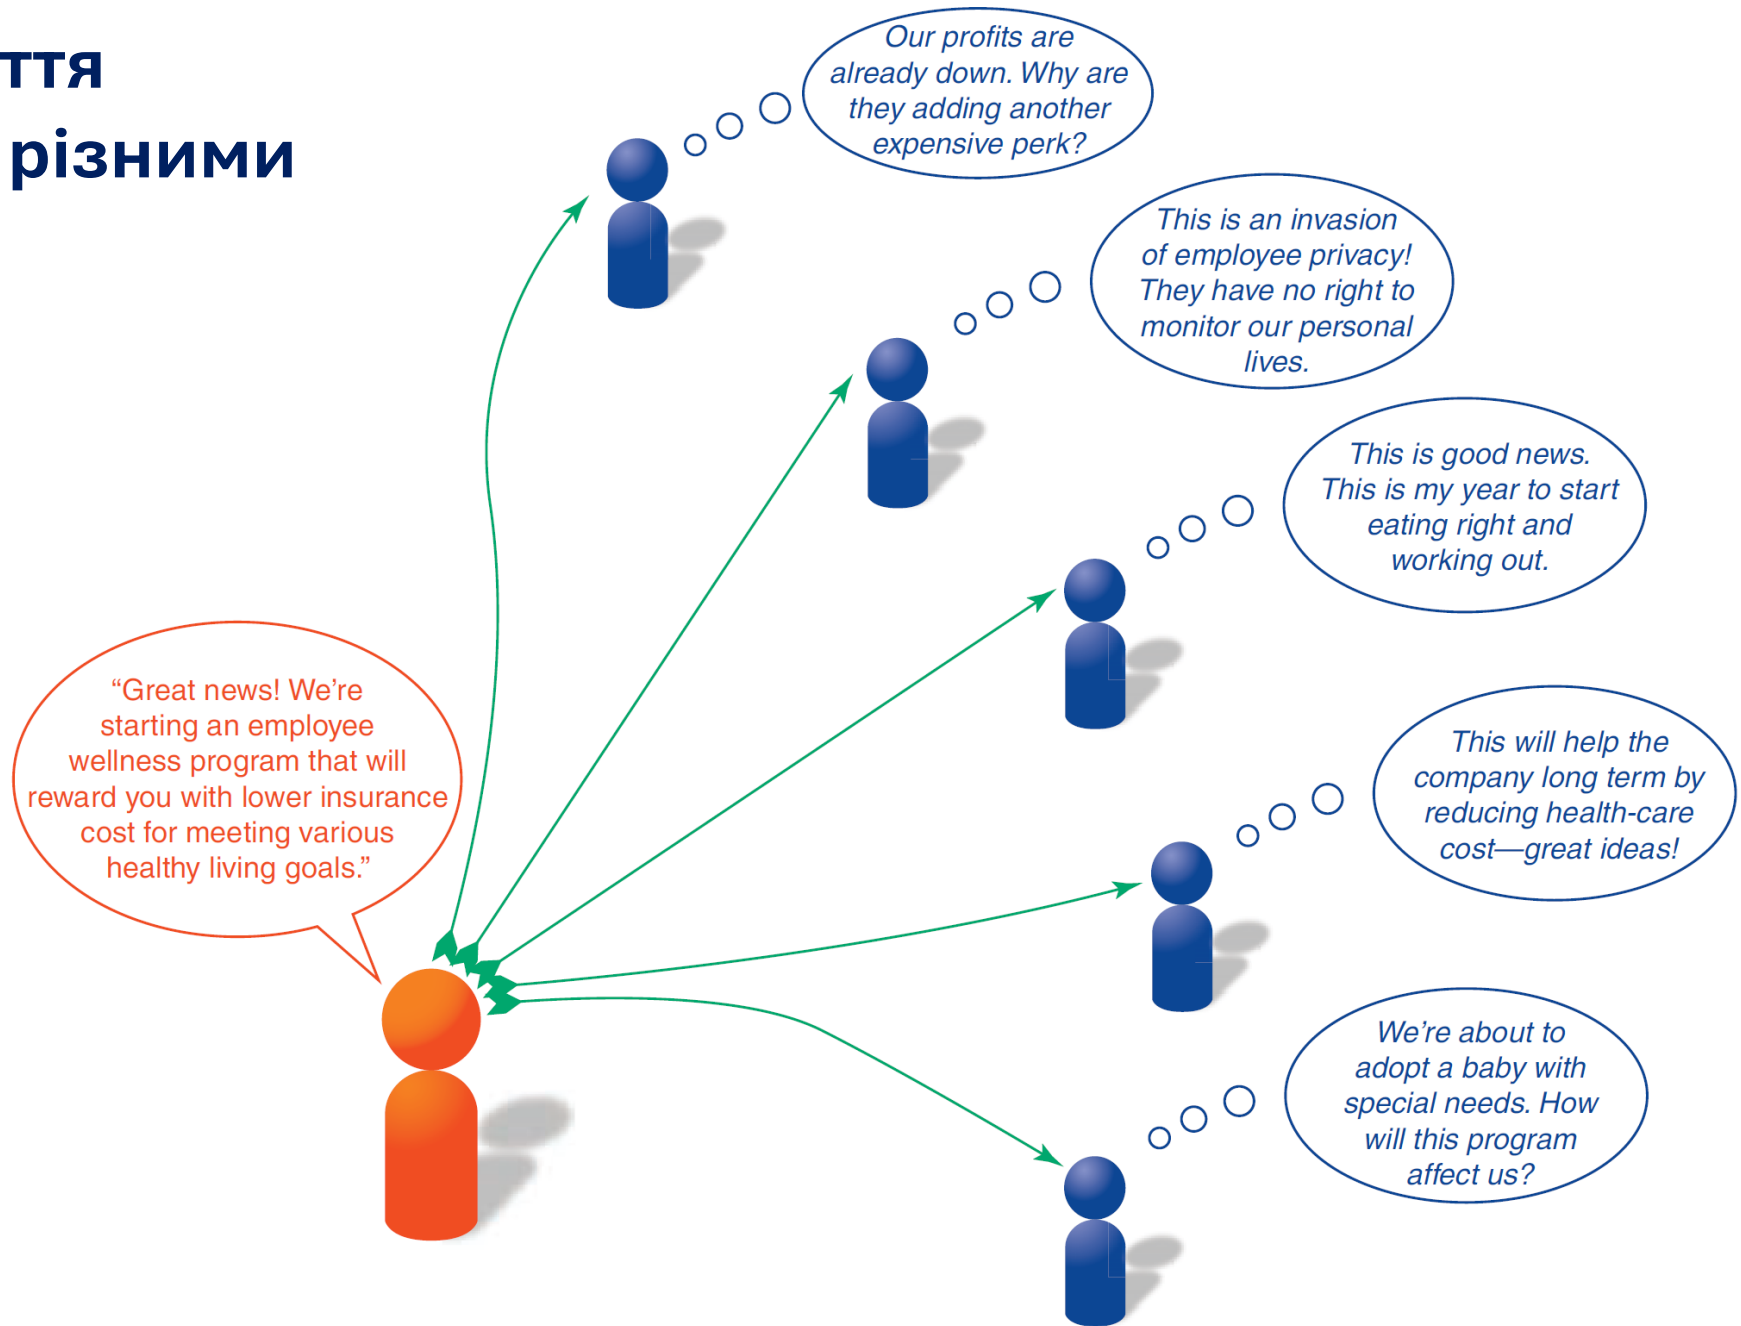 ття
різними
Our profits are
already down. Why are
they adding another
expensive perk?
This is an invasion
of employee privacy!
They have no right to
monitor our personal
lives.
This is good news.
This is my year to start
eating right and
working out.
“Great news! We’re
starting an employee
wellness program that will
reward you with lower insurance
cost for meeting various
healthy living goals.”
This will help the
company long term by
reducing health-care
cost—great ideas!
We’re about to
adopt a baby with
special needs. How
will this program
affect us?